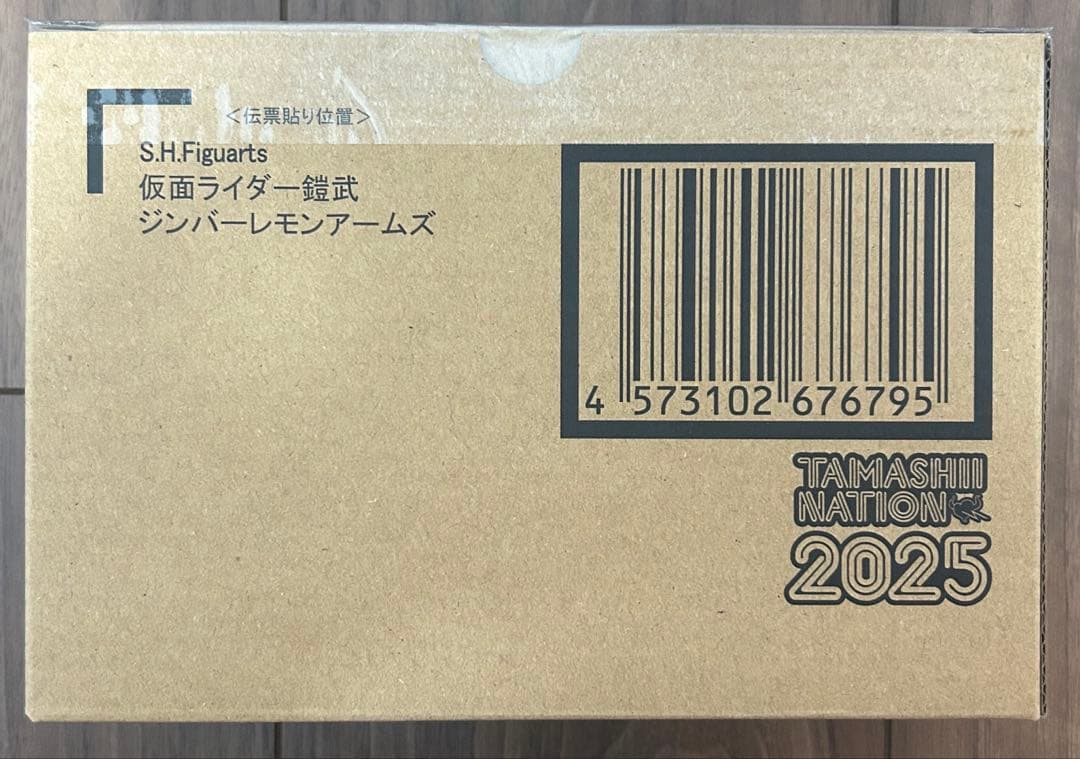 <伝票貼り位置>
S.H.Figuarts
仮面ライダー鎧武
ジンバーレモンアームズ
4 573102 676795
TAMASHII
NATION
2025